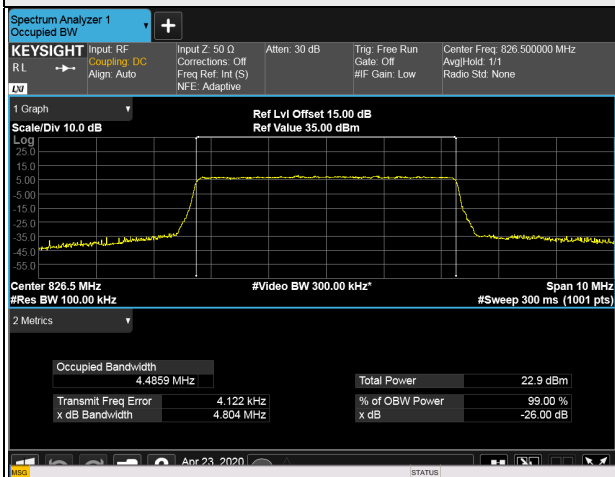 Spectrum Analyzer 1
Occupied BW
+
KEYSIGHT
RL
LXI
Input: RF
Coupling: DC
Align: Auto
Input Z: 50 Ω
Corrections: Off
Freq Ref: Int (S)
NFE: Adaptive
Atten: 30 dB
Trig: Free Run
Gate: Off
#IF Gain: Low
Center Freq: 826.500000 MHz
Avg|Hold: 1/1
Radio Std: None
1 Graph
Scale/Div 10.0 dB
Ref Lvl Offset 15.00 dB
Ref Value 35.00 dBm
Log
25.0
15.0
5.00
-5.00
-15.0
-25.0
-35.0
-45.0
-55.0
Center 826.5 MHz
#Res BW 100.00 kHz
#Video BW 300.00 kHz*
Span 10 MHz
#Sweep 300 ms (1001 pts)
2 Metrics
Occupied Bandwidth
4.4859 MHz
Transmit Freq Error 4.122 kHz
x dB Bandwidth 4.804 MHz
Total Power 22.9 dBm
% of OBW Power 99.00 %
x dB -26.00 dB
Apr 23, 2020
MSG
STATUS